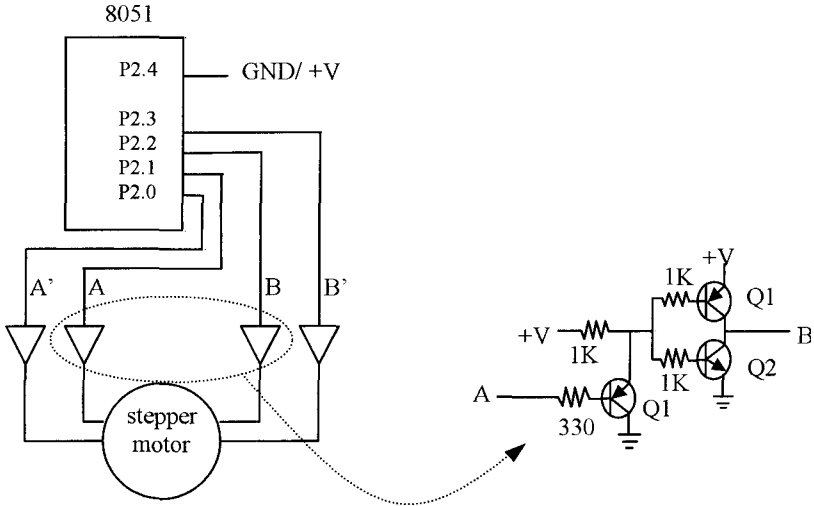 8051
P2.4
GND/ +V
P2.3
P2.2
P2.1
P2.0
A’
A
B
B’
stepper
motor
+V
1K
Q1
+V
1K
B
1K
Q2
A
330
Q1